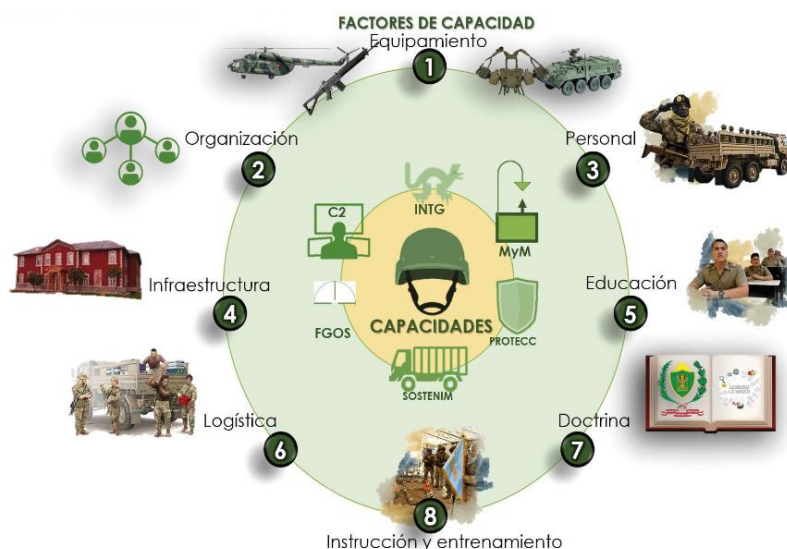 FACTORES DE CAPACIDAD
Equipamiento
1
Organización
2
Personal
3
INTG
C2
MyM
Infraestructura
4
Educación
5
CAPACIDADES
FGOS
PROTECC
SOSTENIM
Logística
6
Doctrina
7
8
Instrucción y entrenamiento